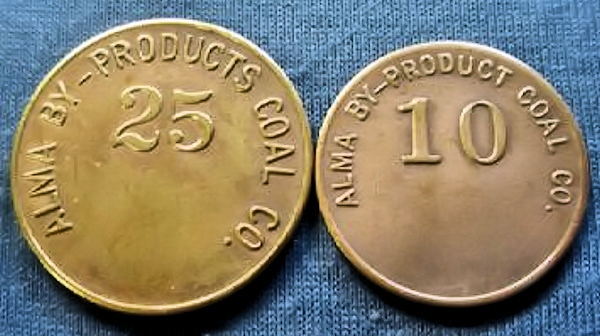 ALMA BY-PRODUCTS COAL CO.
25
ALMA BY-PRODUCT COAL CO.
10